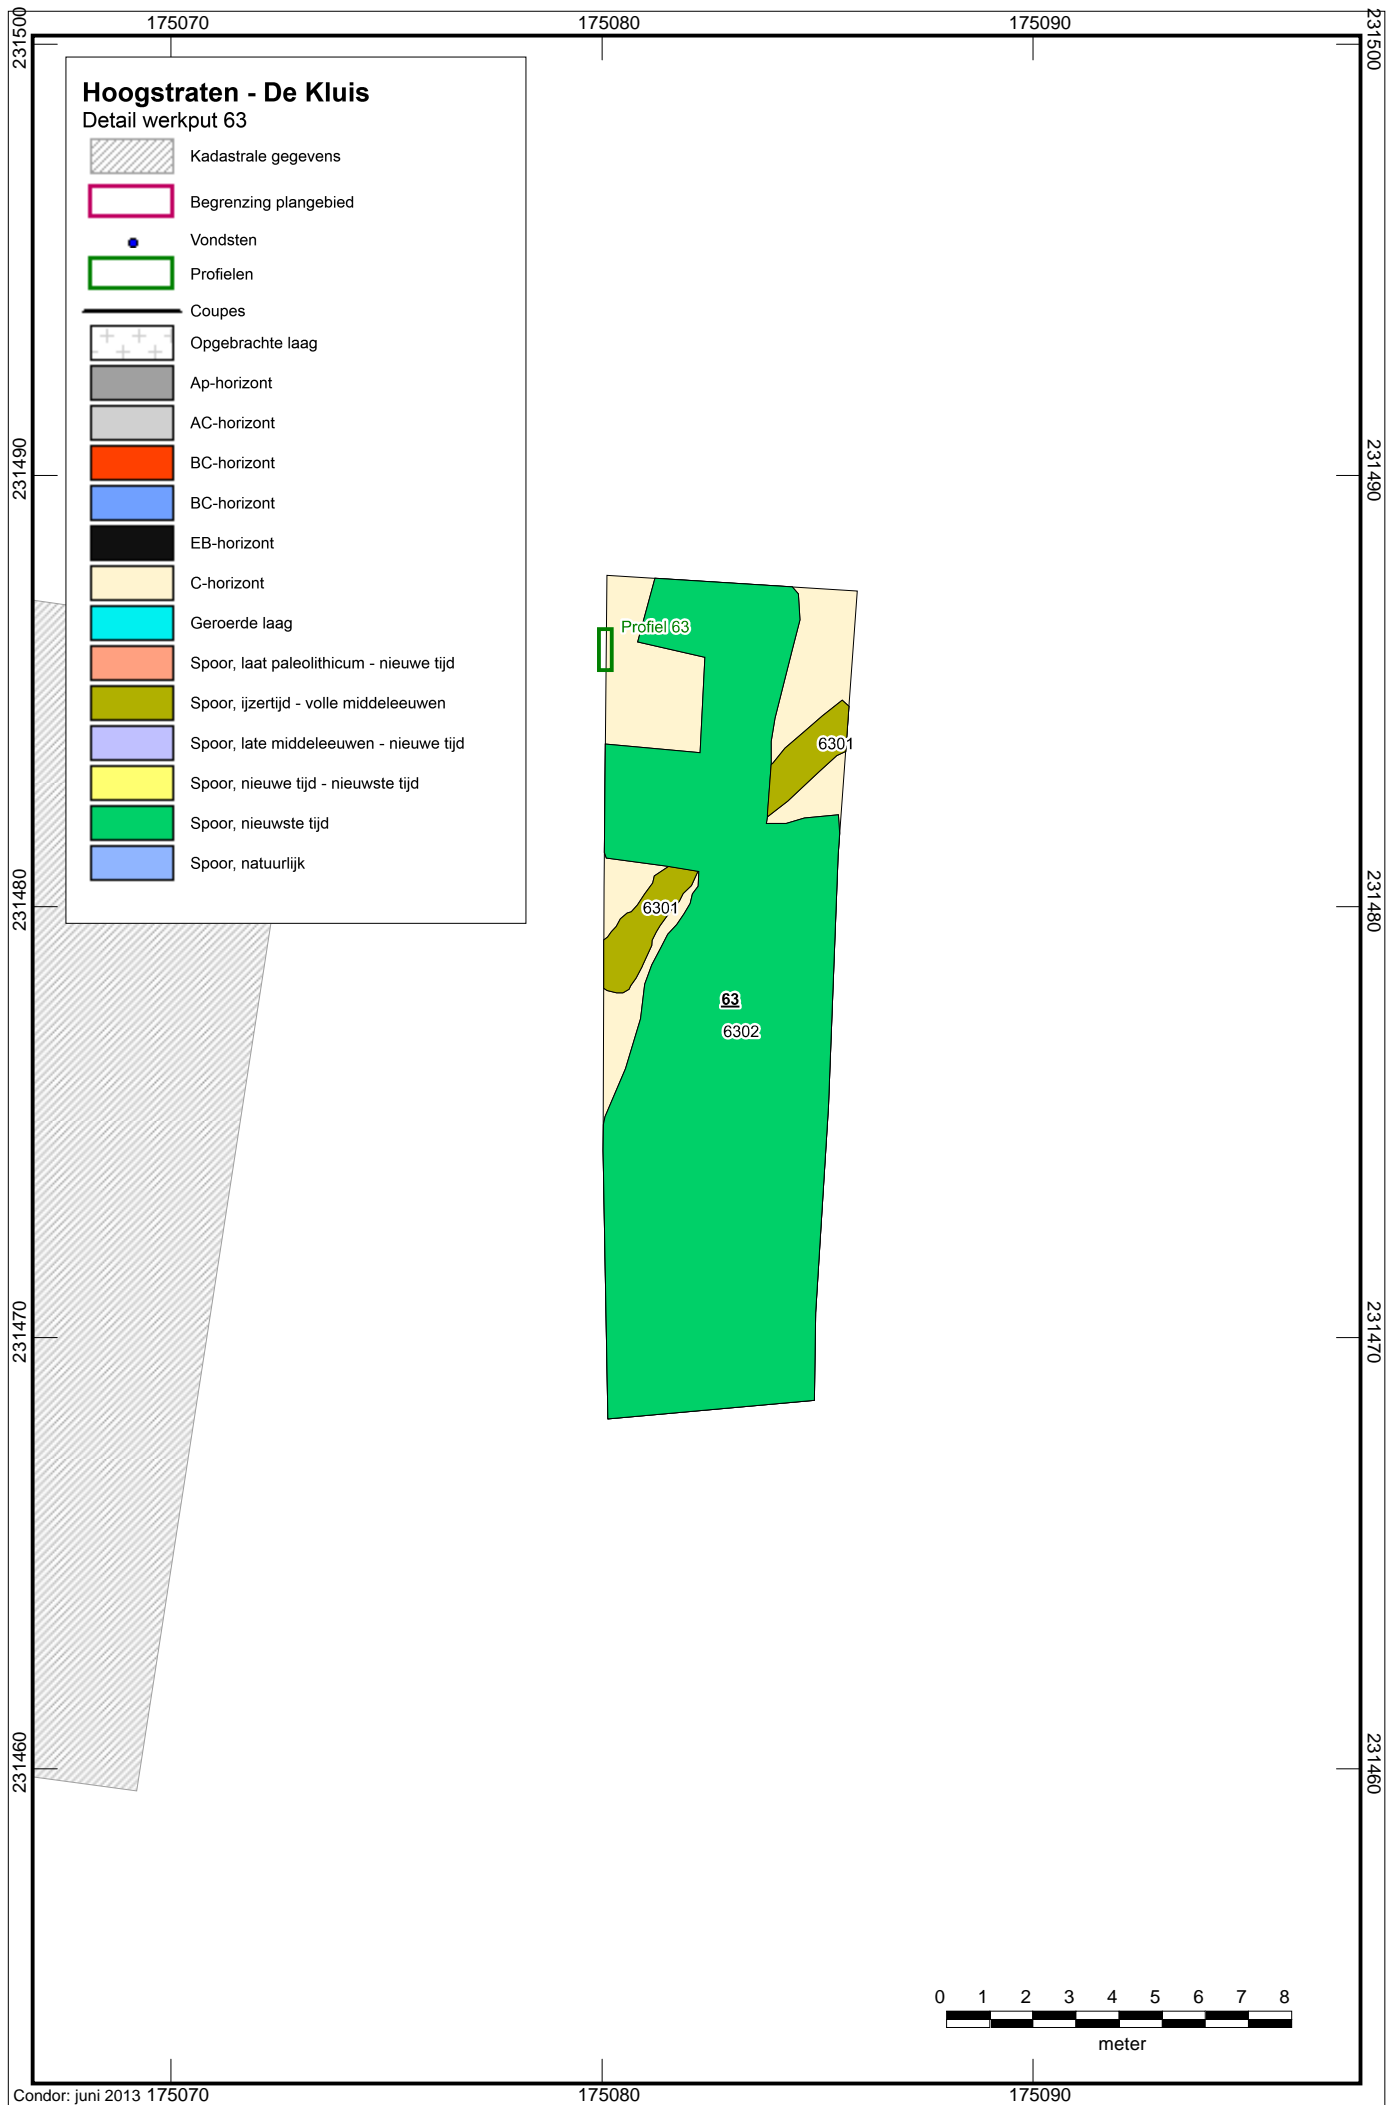 175070
175080
175090
231500
231500
Hoogstraten - De Kluis
Detail werkput 63
Kadastrale gegevens
Begrenzing plangebied
Vondsten
Profielen
Coupes
Opgebrachte laag
Ap-horizont
AC-horizont
BC-horizont
BC-horizont
EB-horizont
C-horizont
Geroerde laag
Spoor, laat paleolithicum - nieuwe tijd
Spoor, ijzertijd - volle middeleeuwen
Spoor, late middeleeuwen - nieuwe tijd
Spoor, nieuwe tijd - nieuwste tijd
Spoor, nieuwste tijd
Spoor, natuurlijk
231490
231490
Profiel 63
6301
231480
231480
6301
63
6302
231470
231470
231460
231460
0 1 2 3 4 5 6 7 8
meter
Condor: juni 2013
175070
175080
175090